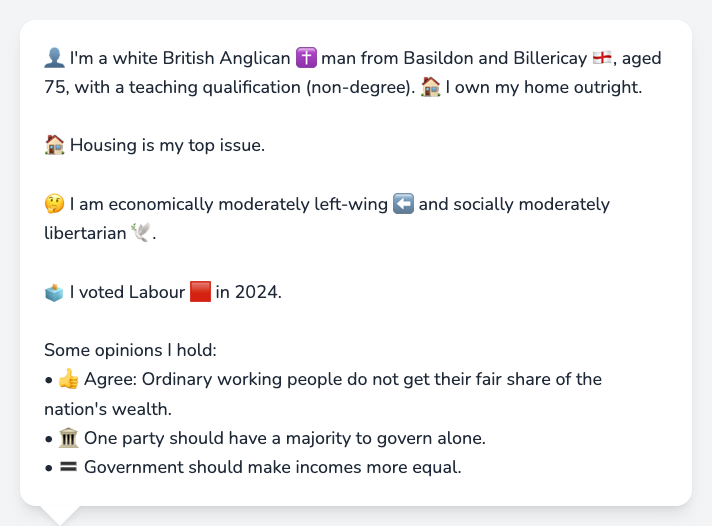 👤 I'm a white British Anglican ✝️ man from Basildon and Billericay 🏴󠁧󠁢󠁥󠁮󠁧󠁿, aged
75, with a teaching qualification (non-degree). 🏠 I own my home outright.
🏠 Housing is my top issue.
🤔 I am economically moderately left-wing ⬅️ and socially moderately
libertarian 🕊️.
🗳️ I voted Labour 🟥 in 2024.
Some opinions I hold:
• 👍 Agree: Ordinary working people do not get their fair share of the
nation's wealth.
• 🏛️ One party should have a majority to govern alone.
• 🟰 Government should make incomes more equal.